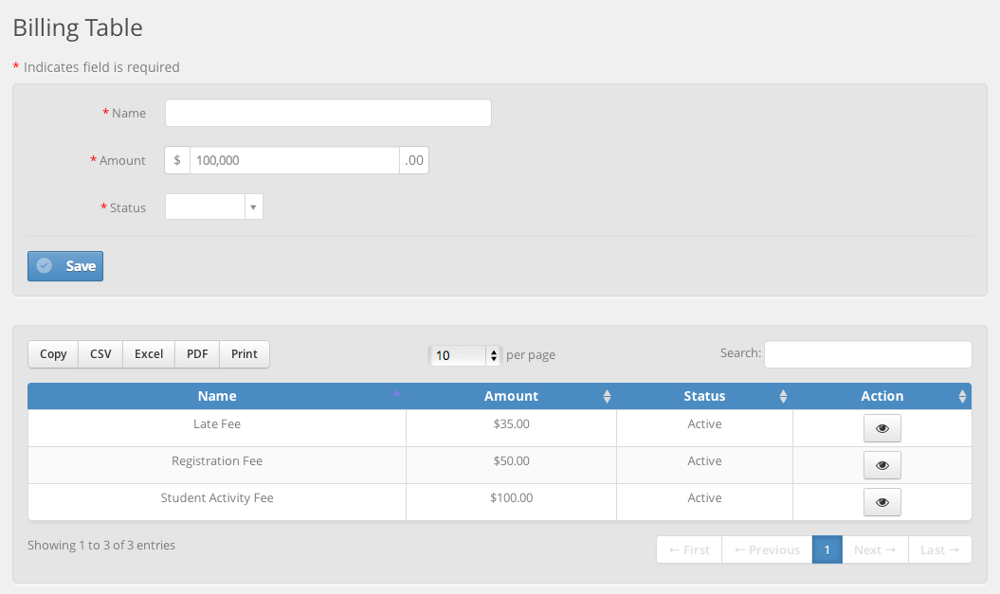 Billing Table
* Indicates field is required
* Name
* Amount $ 100,000 .00
* Status
Save
Copy CSV Excel PDF Print 10 per page Search:
Name Amount Status Action
Late Fee $35.00 Active
Registration Fee $50.00 Active
Student Activity Fee $100.00 Active
Showing 1 to 3 of 3 entries ← First ← Previous 1 Next → Last →